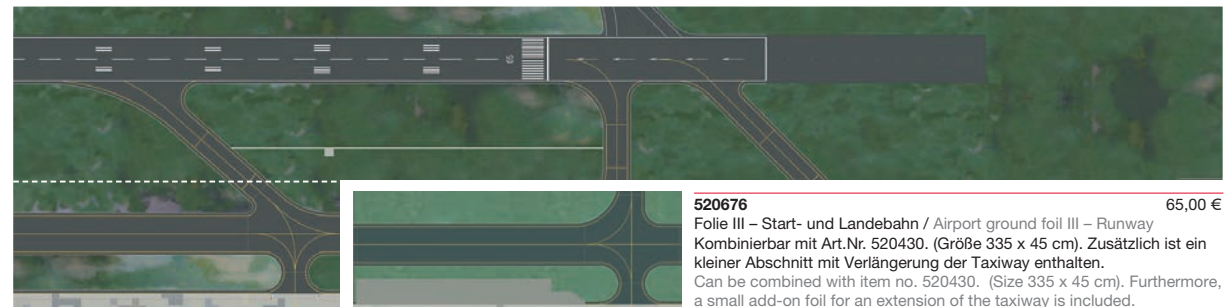 520676 65,00 €
Folie III – Start- und Landebahn / Airport ground foil III – Runway
Kombinierbar mit Art.Nr. 520430. (Größe 335 x 45 cm). Zusätzlich ist ein
kleiner Abschnitt mit Verlängerung der Taxiway enthalten.
Can be combined with item no. 520430. (Size 335 x 45 cm). Furthermore,
a small add-on foil for an extension of the taxiway is included.